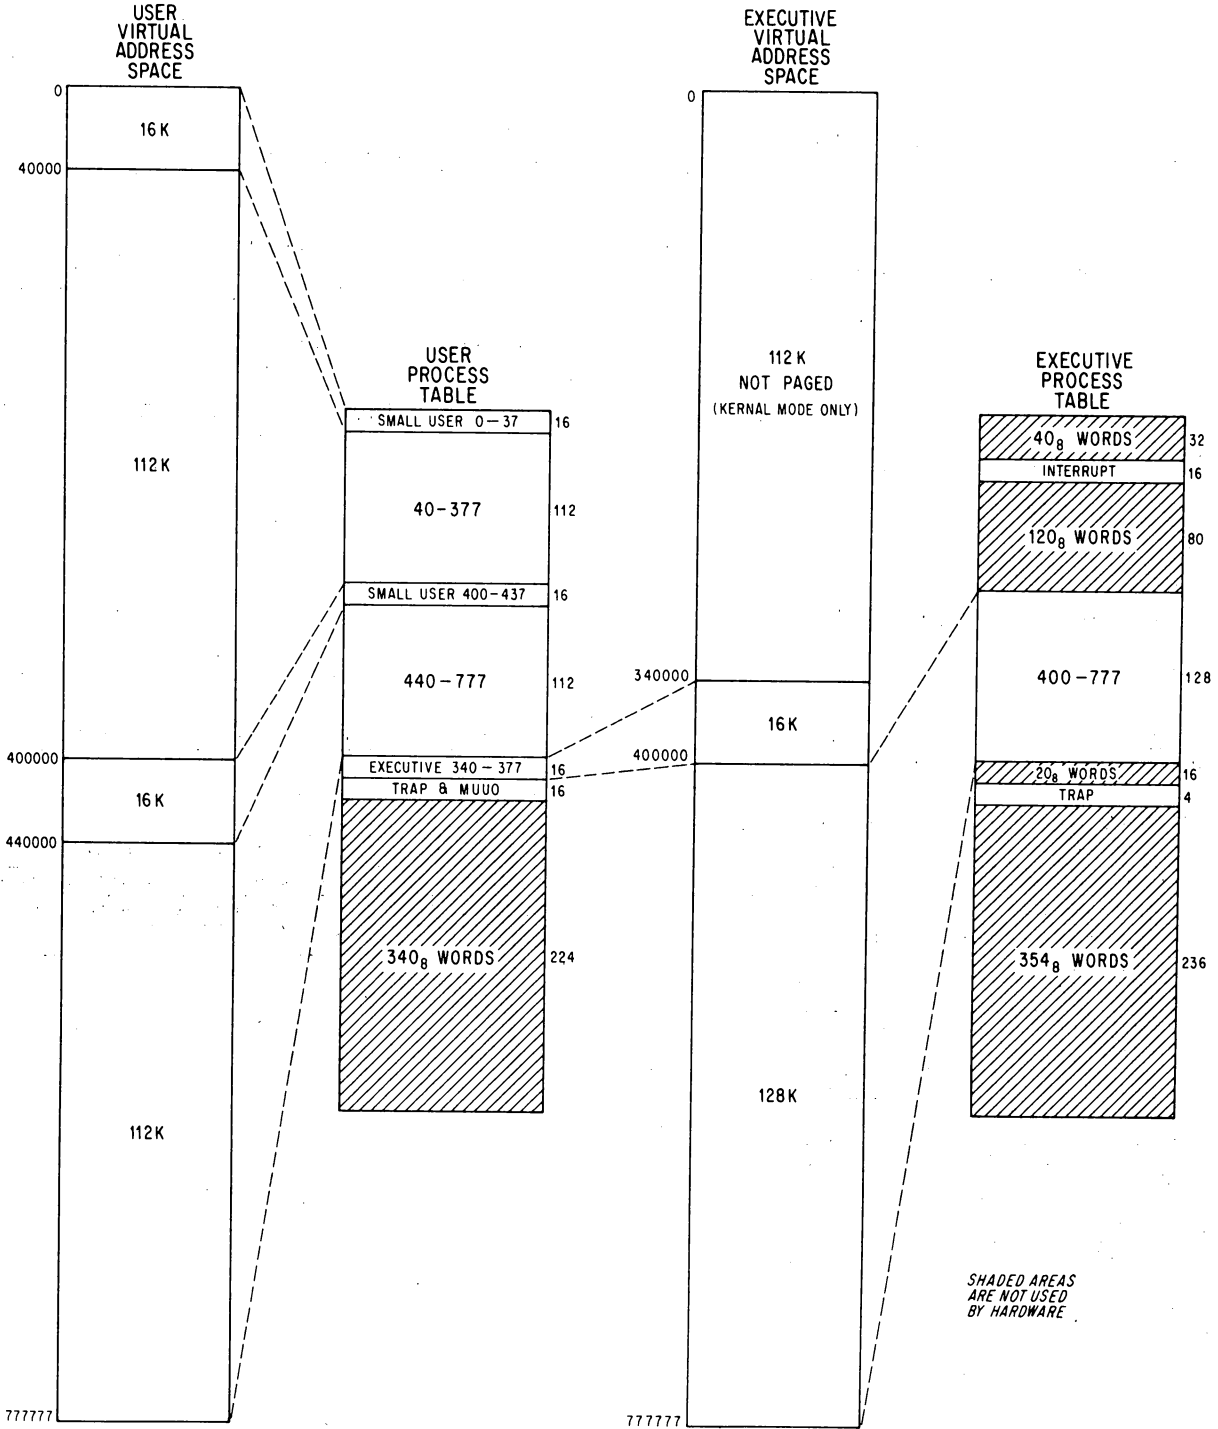 USER
VIRTUAL
ADDRESS
SPACE
0
16K
40000
112K
400000
16K
440000
112K
777777
USER
PROCESS
TABLE
SMALL USER 0—37 16
40-377 112
SMALL USER 400-437 16
440-777 112
EXECUTIVE 340-377 16
TRAP & MUUO 16
340₈ WORDS 224
EXECUTIVE
VIRTUAL
ADDRESS
SPACE
0
112K
NOT PAGED
(KERNAL MODE ONLY)
340000
16K
400000
128K
777777
EXECUTIVE
PROCESS
TABLE
40₈ WORDS 32
INTERRUPT 16
120₈ WORDS 80
400-777 128
20₈ WORDS 16
TRAP 4
354₈ WORDS 236
SHADED AREAS
ARE NOT USED
BY HARDWARE